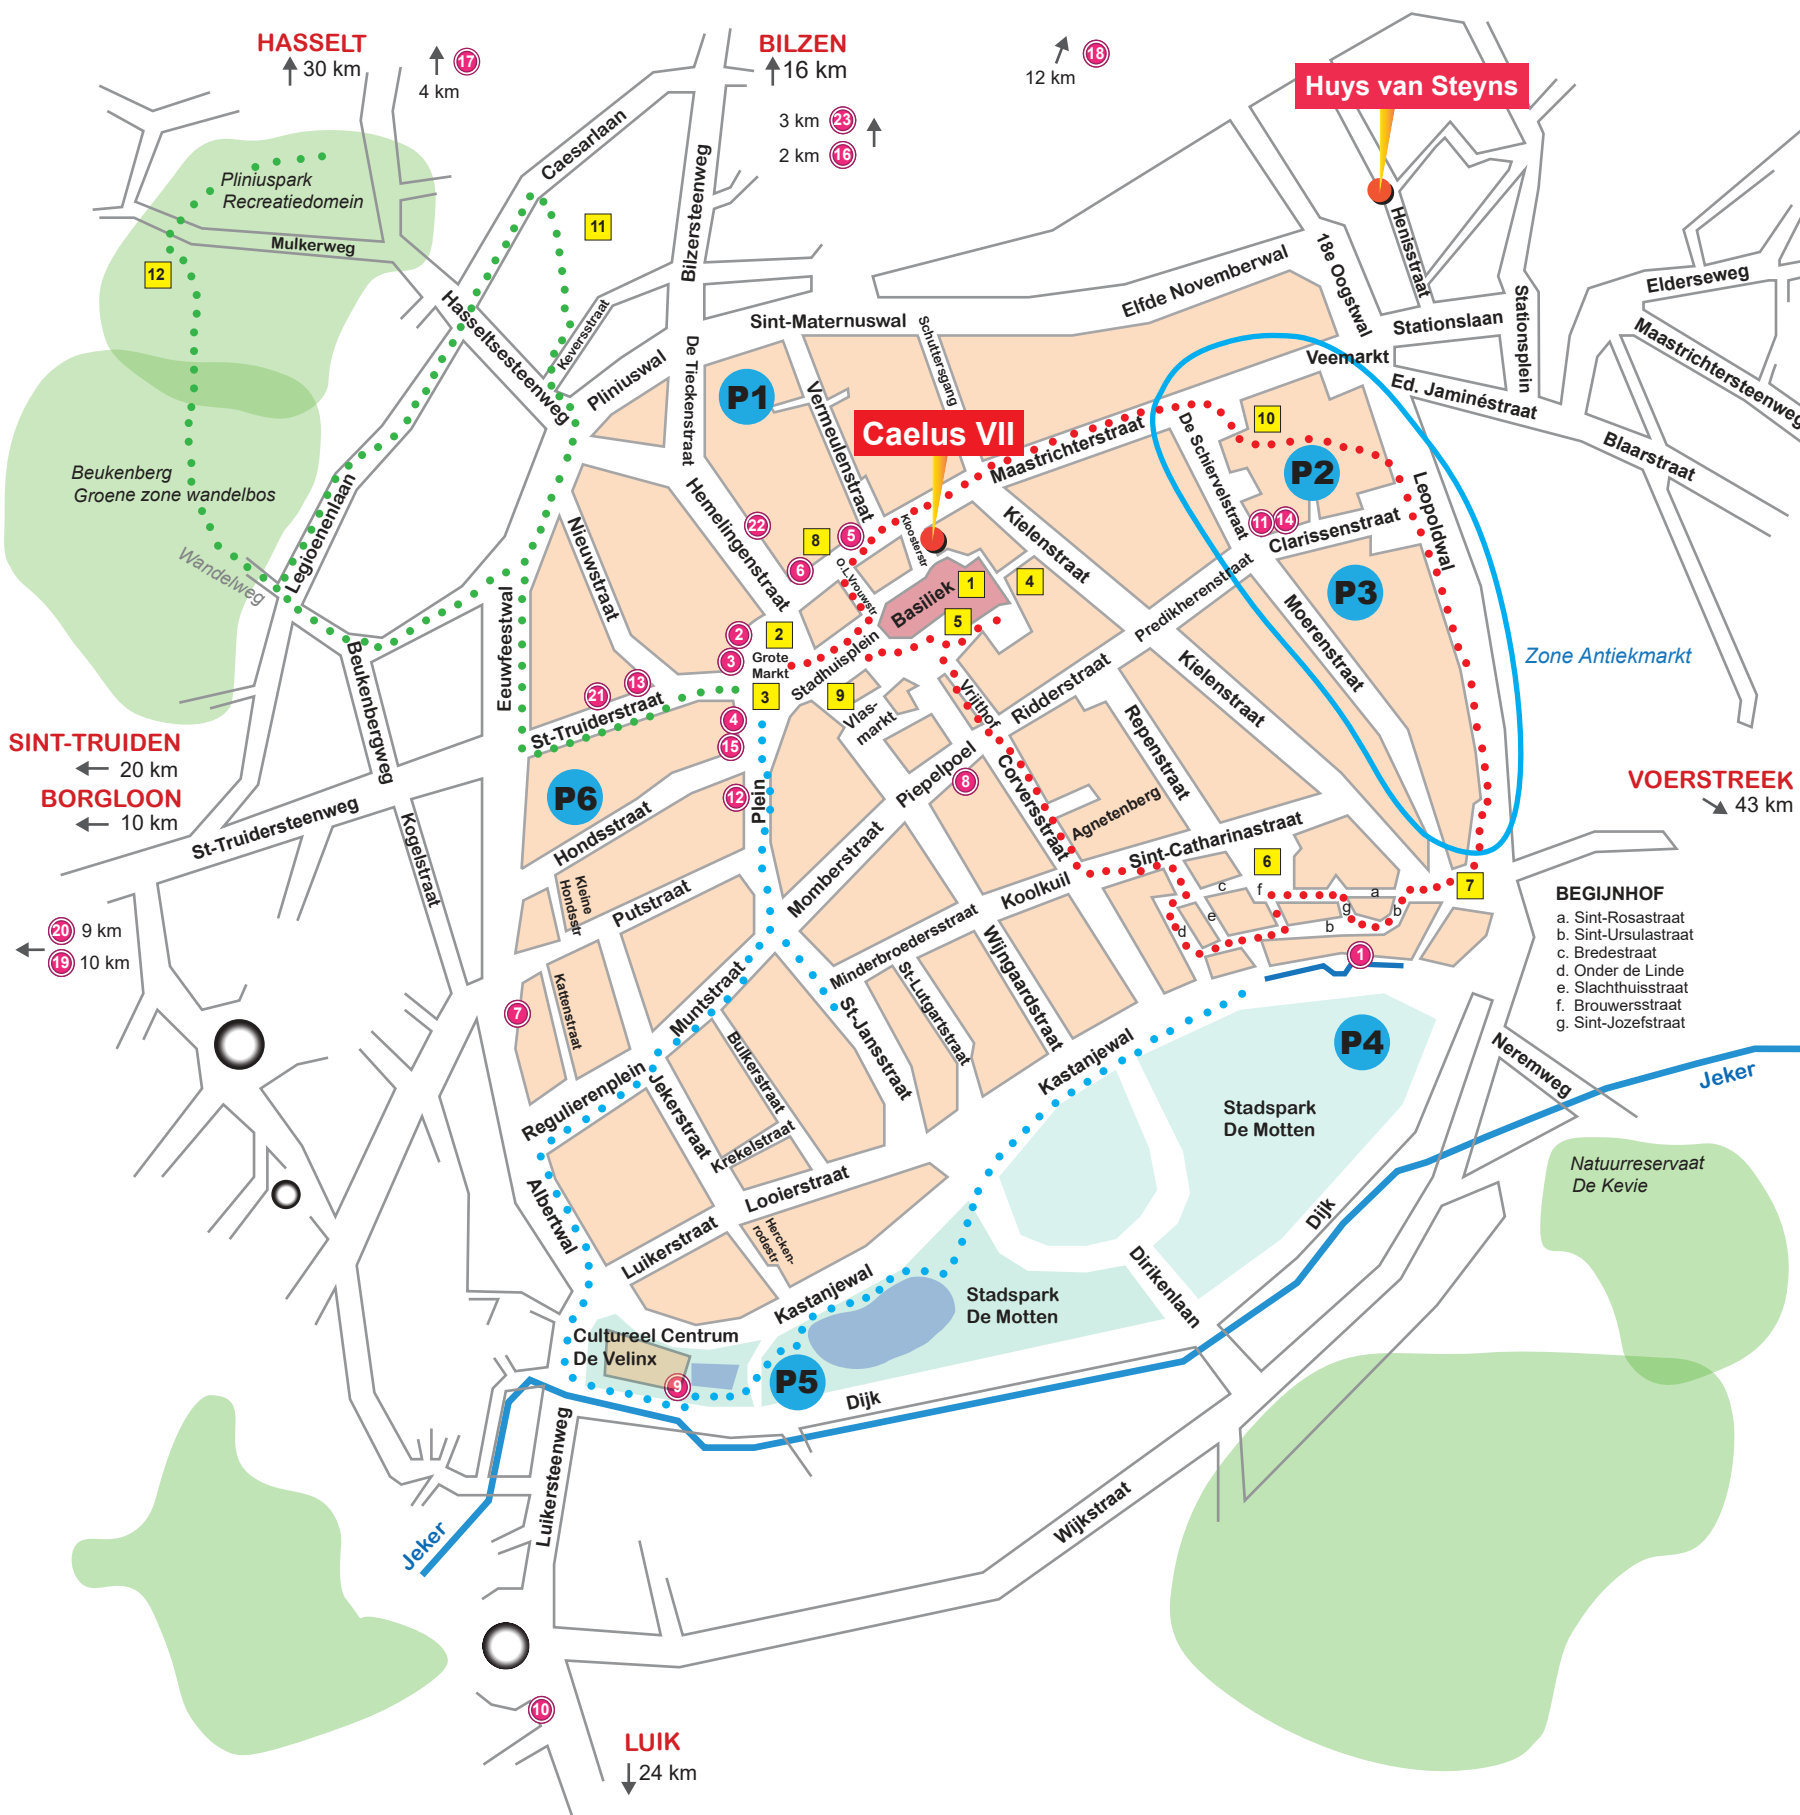 HASSELT
30 km
17
4 km
BILZEN
16 km
3 km 23
2 km 16
18
12 km
Huys van Steyns
Caesarlaan
Pliniuspark
Recreatiedomein
Mulkerweg
12
11
Bilzersteenweg
Henisstraat
18e Oogstwal
Elfde Novemberwal
Elderseweg
Stationslaan
Stationsplein
Maastrichtersteenweg
Hasseltsesteenweg
Keversstraat
Pliniuswal
Sint-Maternuswal
Schuttersgang
De Tieckenstraat
P1
Vermeulenstraat
Caelus VII
Veemarkt
Ed. Jaminéstraat
Blaarstraat
Maastrichterstraat
De Schiervelstraat
10
P2
11
14
Clarissenstraat
Leopoldwal
Beukenberg
Groene zone wandelbos
Wandelweg
Legioenenlaan
Nieuwstraat
Hemelingenstraat
22
8
5
6
Kloosterstr
O.L.Vrouwstr
Kielenstraat
Basiliek
1
4
5
Predikherenstraat
P3
Moerenstraat
Zone Antiekmarkt
Eeuwfeestwal
Beukenbergweg
2
2
3
Grote
Markt
3
Stadhuisplein
9
Vlas-
markt
Vrijthof
Ridderstraat
Kielenstraat
Repenstraat
21
13
St-Truiderstraat
4
15
12
Plein
Piepelpoel
8
Corversstraat
Agnetenberg
Sint-Catharinastraat
6
7
SINT-TRUIDEN
20 km
BORGLOON
10 km
St-Truidersteenweg
Kogelstraat
P6
Hondsstraat
Kleine
Hondsstr
Putstraat
Momberstraat
Koolkuil
Minderbroedersstraat
VOERSTREEK
43 km
BEGIJNHOF
a. Sint-Rosastraat
b. Sint-Ursulastraat
c. Bredestraat
d. Onder de Linde
e. Slachthuisstraat
f. Brouwersstraat
g. Sint-Jozefstraat
a
b
b
c
d
e
f
g
1
20 9 km
19 10 km
7
Kattenstraat
Muntstraat
St-Jansstraat
St-Lutgartstraat
Wijngaardstraat
Kastanjewal
P4
Neremweg
Jeker
Regulierenplein
Jekerstraat
Bulkerstraat
Krekelstraat
Looierstraat
Stadspark
De Motten
Natuurreservaat
De Kevie
Albertwal
Luikerstraat
Hercken-
rodestr
Kastanjewal
Dijk
Dirikenlaan
Stadspark
De Motten
Cultureel Centrum
De Velinx
9
P5
Dijk
Luikersteenweg
Jeker
Wijkstraat
10
LUIK
24 km